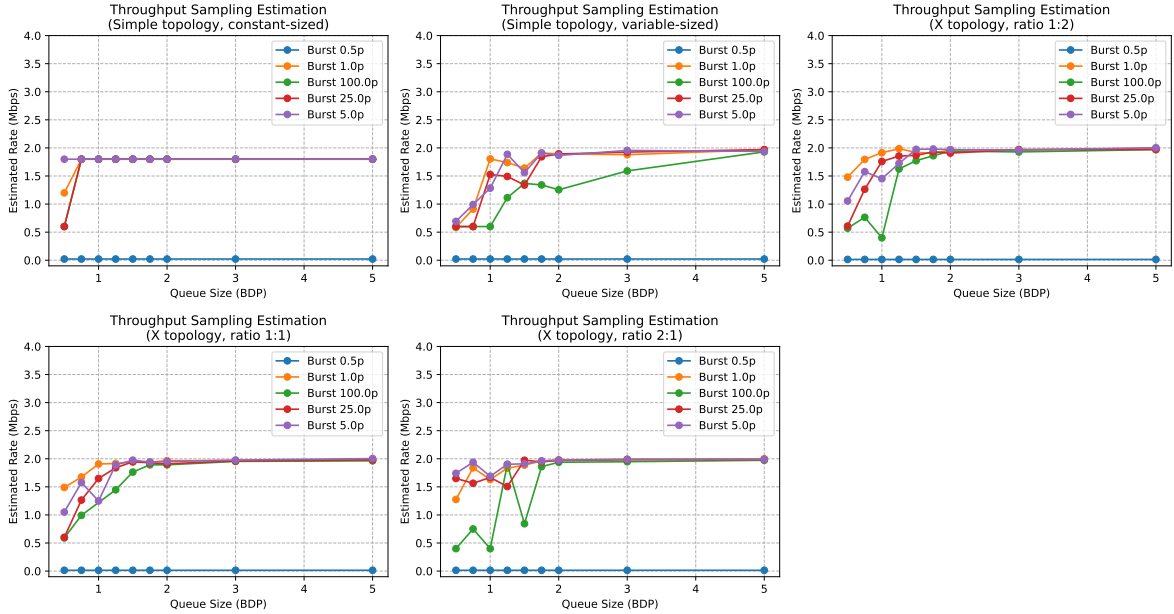 Throughput Sampling Estimation
(Simple topology, constant-sized)
4.0
3.5
3.0
2.5
2.0
1.5
1.0
0.5
0.0
Estimated Rate (Mbps)
Burst 0.5p
Burst 1.0p
Burst 100.0p
Burst 25.0p
Burst 5.0p
1 2 3 4 5
Queue Size (BDP)
Throughput Sampling Estimation
(Simple topology, variable-sized)
4.0
3.5
3.0
2.5
2.0
1.5
1.0
0.5
0.0
Estimated Rate (Mbps)
Burst 0.5p
Burst 1.0p
Burst 100.0p
Burst 25.0p
Burst 5.0p
1 2 3 4 5
Queue Size (BDP)
Throughput Sampling Estimation
(X topology, ratio 1:2)
4.0
3.5
3.0
2.5
2.0
1.5
1.0
0.5
0.0
Estimated Rate (Mbps)
Burst 0.5p
Burst 1.0p
Burst 100.0p
Burst 25.0p
Burst 5.0p
1 2 3 4 5
Queue Size (BDP)
Throughput Sampling Estimation
(X topology, ratio 1:1)
4.0
3.5
3.0
2.5
2.0
1.5
1.0
0.5
0.0
Estimated Rate (Mbps)
Burst 0.5p
Burst 1.0p
Burst 100.0p
Burst 25.0p
Burst 5.0p
1 2 3 4 5
Queue Size (BDP)
Throughput Sampling Estimation
(X topology, ratio 2:1)
4.0
3.5
3.0
2.5
2.0
1.5
1.0
0.5
0.0
Estimated Rate (Mbps)
Burst 0.5p
Burst 1.0p
Burst 100.0p
Burst 25.0p
Burst 5.0p
1 2 3 4 5
Queue Size (BDP)